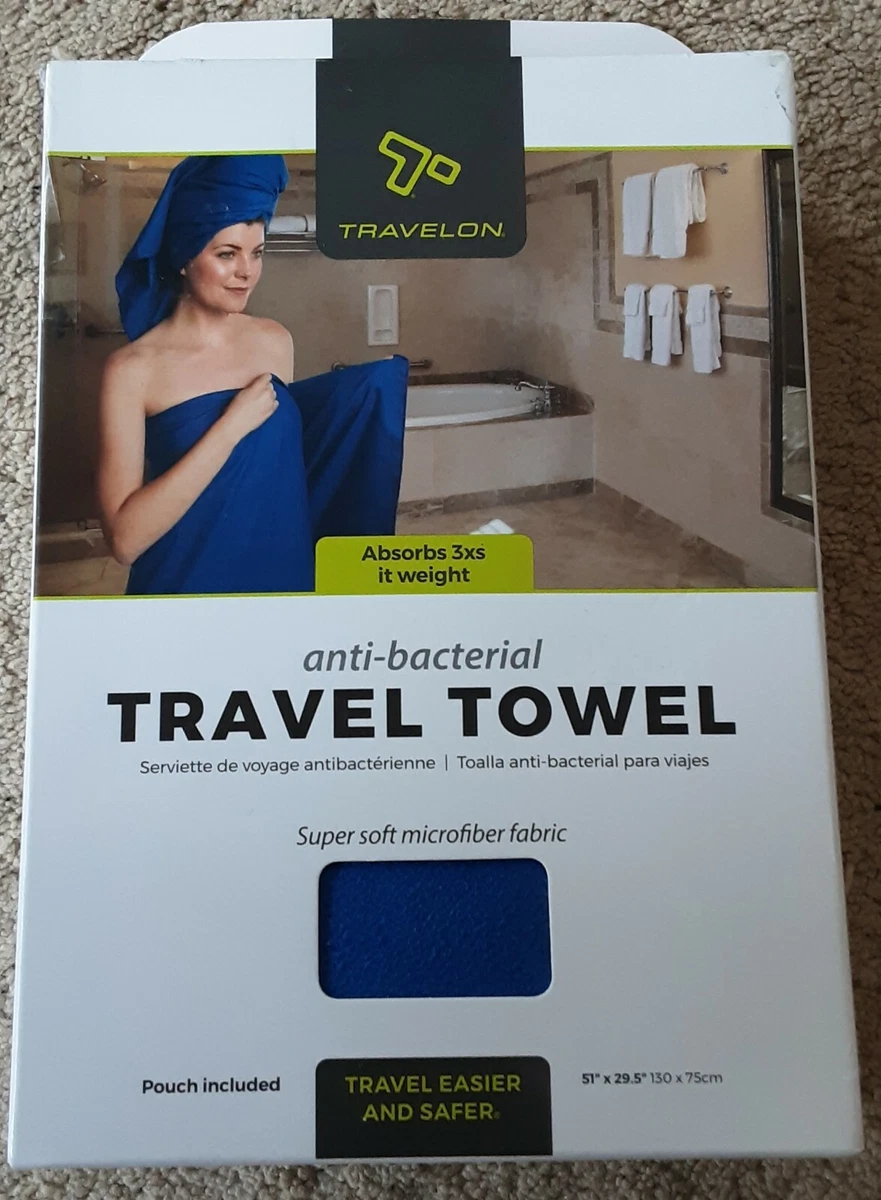 TRAVELON®
Absorbs 3xs
it weight
anti-bacterial
TRAVEL TOWEL
Serviette de voyage antibactérienne | Toalla anti-bacterial para viajes
Super soft microfiber fabric
Pouch included
TRAVEL EASIER
AND SAFER®
51" x 29.5" 130 x 75cm